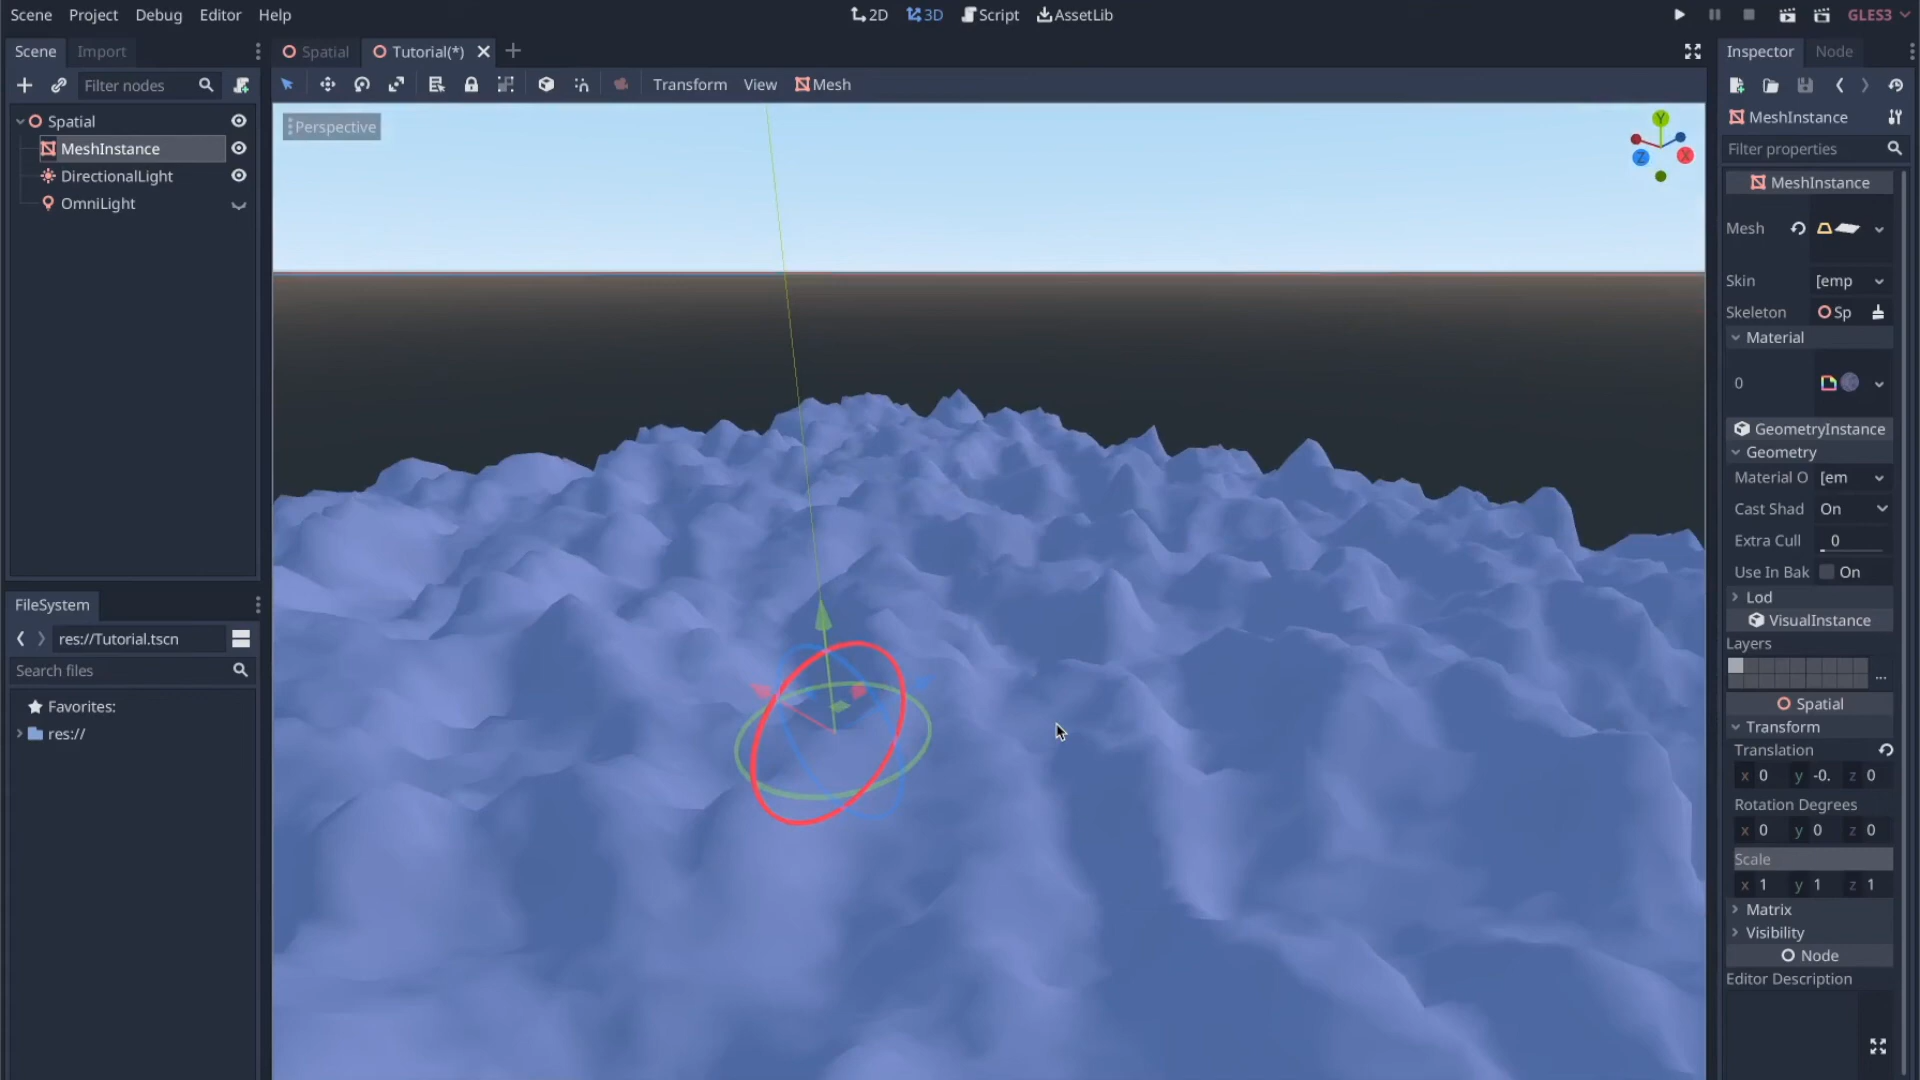 Scene Project Debug Editor Help
2D 3D Script AssetLib
GLES3
Scene Import
Spatial Tutorial(*)
Inspector Node
Filter nodes
Transform View Mesh
Perspective
Y
Z X
Spatial
MeshInstance
DirectionalLight
OmniLight
FileSystem
res://Tutorial.tscn
Search files
Favorites:
res://
MeshInstance
Filter properties
MeshInstance
Mesh
Skin [emp
Skeleton Sp
Material
0
GeometryInstance
Geometry
Material O [em
Cast Shad On
Extra Cull 0
Use In Bak On
Lod
VisualInstance
Layers
...
Spatial
Transform
Translation
x 0 y -0. z 0
Rotation Degrees
x 0 y 0 z 0
Scale
x 1 y 1 z 1
Matrix
Visibility
Node
Editor Description